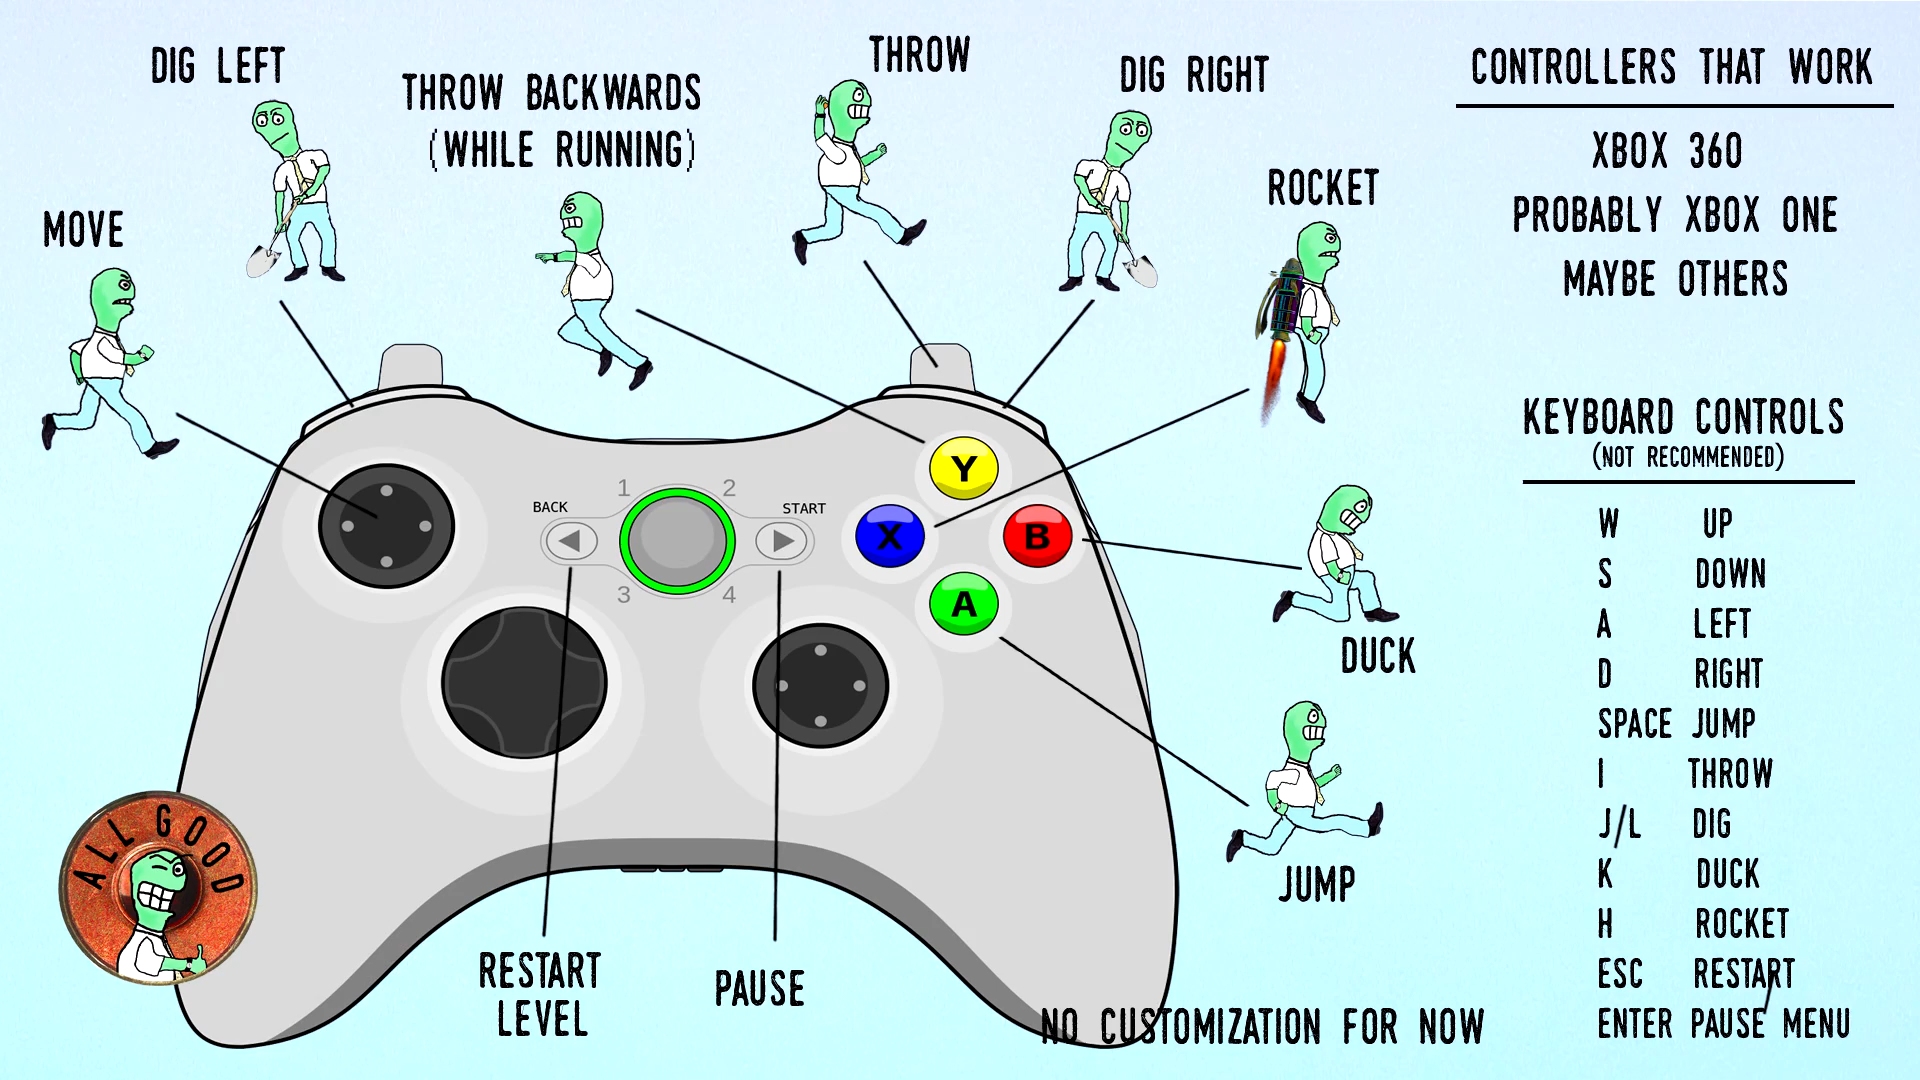 DIG LEFT
THROW BACKWARDS
(WHILE RUNNING)
THROW
DIG RIGHT
ROCKET
MOVE
CONTROLLERS THAT WORK
XBOX 360
PROBABLY XBOX ONE
MAYBE OTHERS
KEYBOARD CONTROLS
(NOT RECOMMENDED)
W UP
S DOWN
A LEFT
D RIGHT
SPACE JUMP
I THROW
J/L DIG
K DUCK
H ROCKET
ESC RESTART
ENTER PAUSE MENU
BACK
1 2
START
3 4
Y
X
B
A
DUCK
JUMP
ALL GOOD
RESTART
LEVEL
PAUSE
NO CUSTOMIZATION FOR NOW